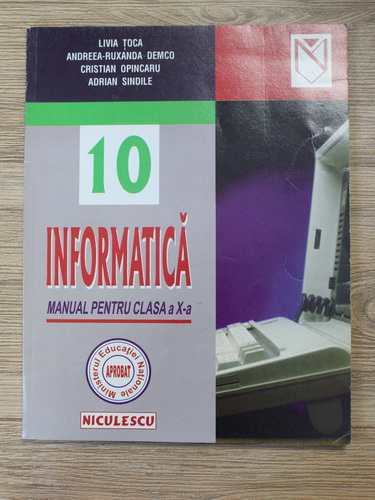 LIVIA ȚOCA
ANDREEA-RUXANDA DEMCO
CRISTIAN OPINCARU
ADRIAN SINDILE
10
INFORMATICĂ
MANUAL PENTRU CLASA a X-a
Ministerul Educației Naționale
APROBAT
NICULESCU